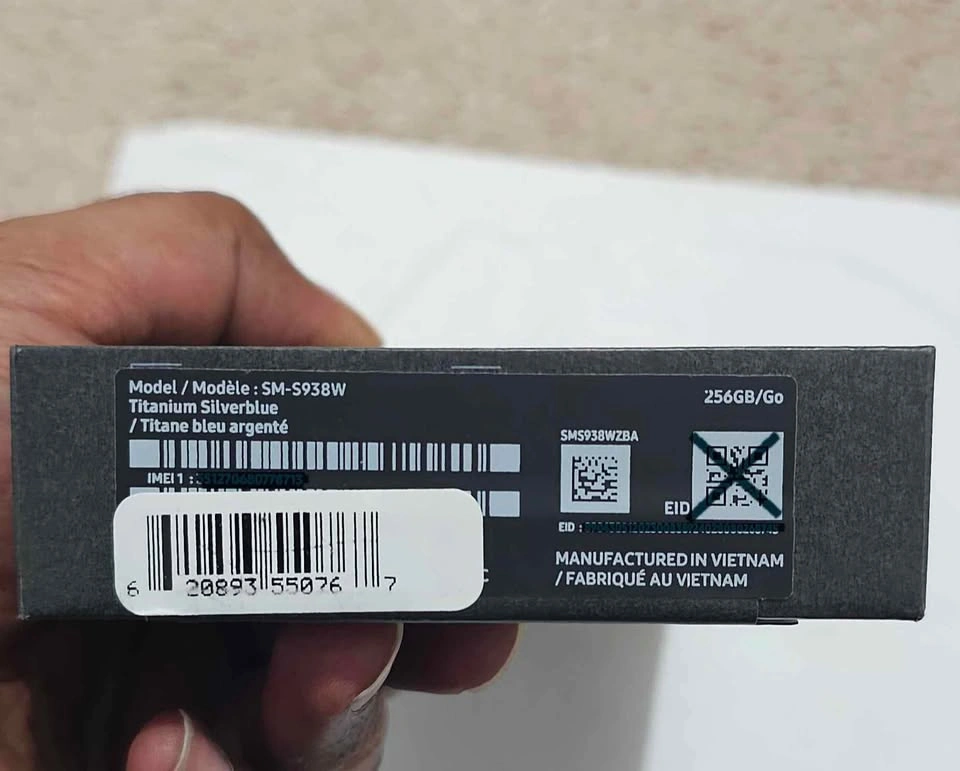 Model / Modèle : SM-S938W
Titanium Silverblue
/ Titane bleu argenté
256GB/Go
IMEI 1 :
SMS938WZBA
EID
EID :
MANUFACTURED IN VIETNAM
/ FABRIQUÉ AU VIETNAM
6 20893 55076 7